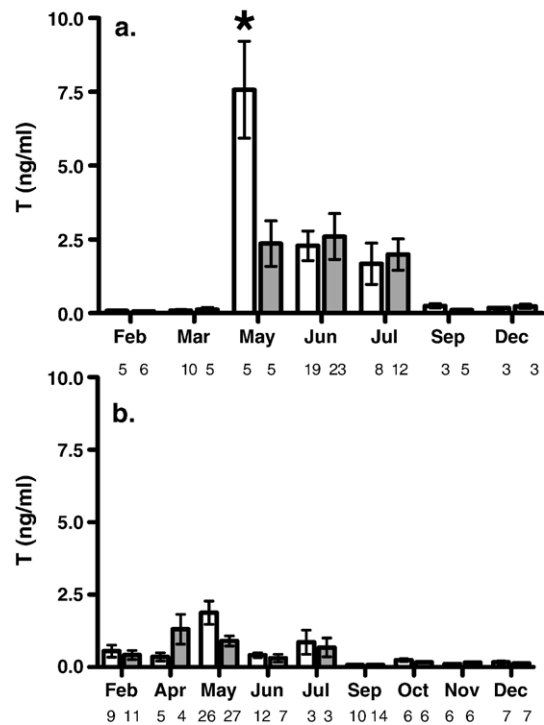 10.0
a.
*
7.5
T (ng/ml)
5.0
2.5
0.0
Feb Mar May Jun Jul Sep Dec
5 6 10 5 5 5 19 23 8 12 3 5 3 3
10.0
b.
7.5
T (ng/ml)
5.0
2.5
0.0
Feb Apr May Jun Jul Sep Oct Nov Dec
9 11 5 4 26 27 12 7 3 3 10 14 6 6 6 6 7 7